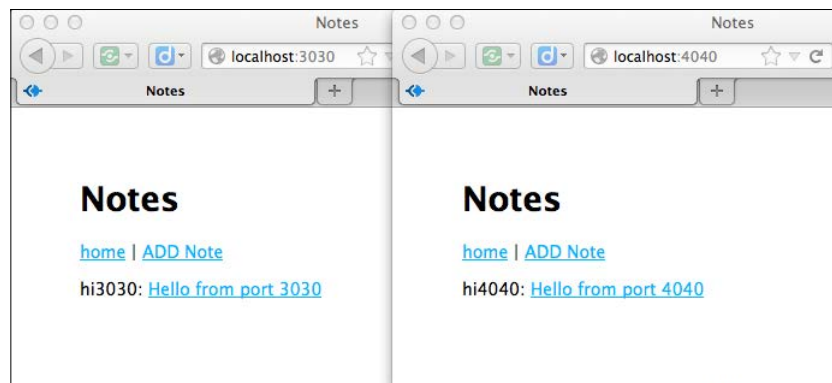 Notes
localhost:3030
Notes
Notes
home | ADD Note
hi3030: Hello from port 3030
Notes
localhost:4040
Notes
Notes
home | ADD Note
hi4040: Hello from port 4040